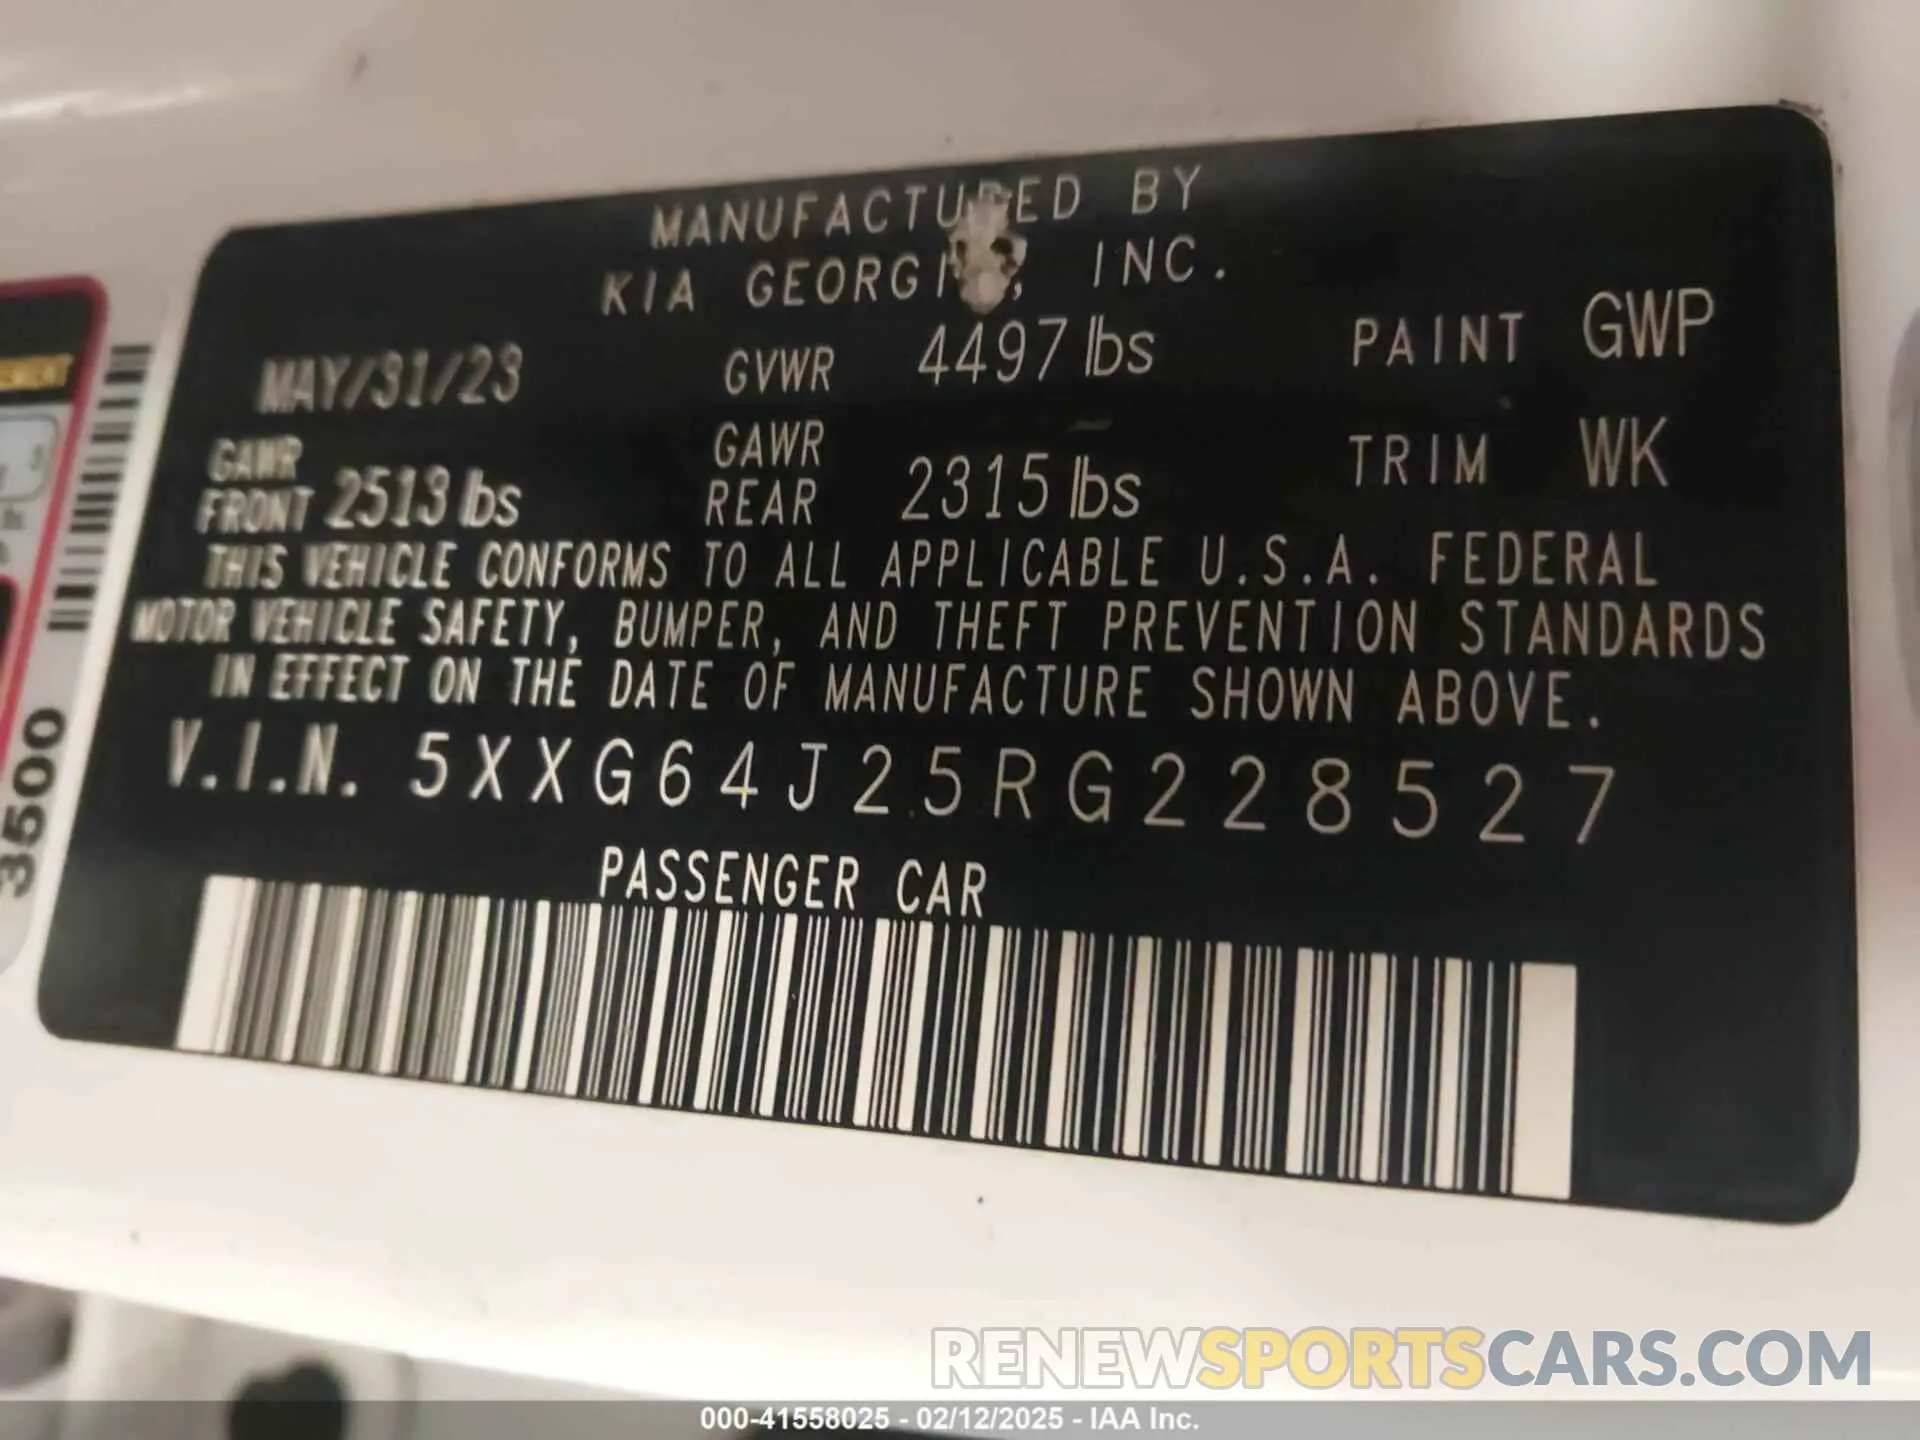 MANUFACTURED BY
KIA GEORGIA, INC.
MAY/31/23 GVWR 4497 lbs PAINT GWP
GAWR FRONT 2513 lbs GAWR REAR 2315 lbs TRIM WK
THIS VEHICLE CONFORMS TO ALL APPLICABLE U.S.A. FEDERAL
MOTOR VEHICLE SAFETY, BUMPER, AND THEFT PREVENTION STANDARDS
IN EFFECT ON THE DATE OF MANUFACTURE SHOWN ABOVE.
V.I.N. 5XXG64J25RG228527
PASSENGER CAR
3500
RENEWSPORTSCARS.COM
000-41558025 - 02/12/2025 - IAA Inc.